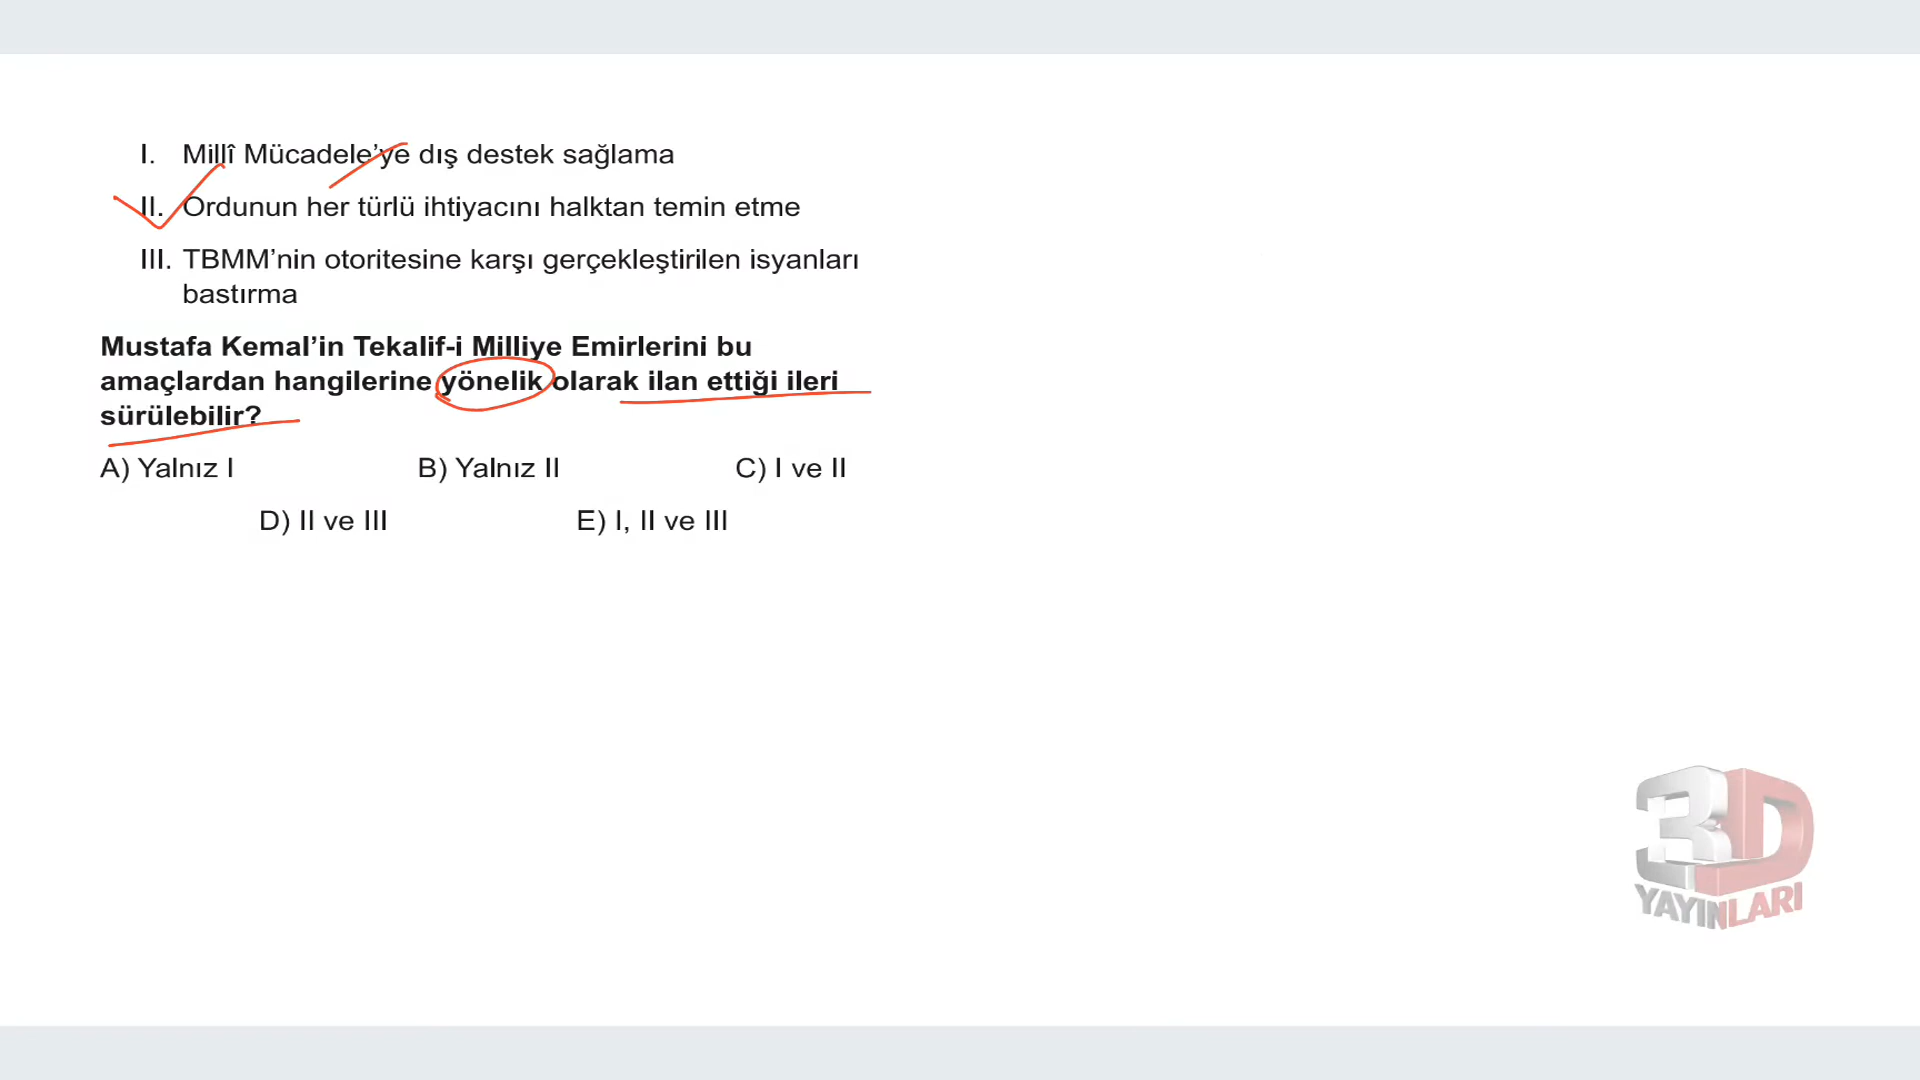 I. Millî Mücadele’ye dış destek sağlama
II. Ordunun her türlü ihtiyacını halktan temin etme
III. TBMM’nin otoritesine karşı gerçekleştirilen isyanları
bastırma
Mustafa Kemal’in Tekalif-i Milliye Emirlerini bu
amaçlardan hangilerine yönelik olarak ilan ettiği ileri
sürülebilir?
A) Yalnız I B) Yalnız II C) I ve II
D) II ve III E) I, II ve III
3D
YAYINLARI